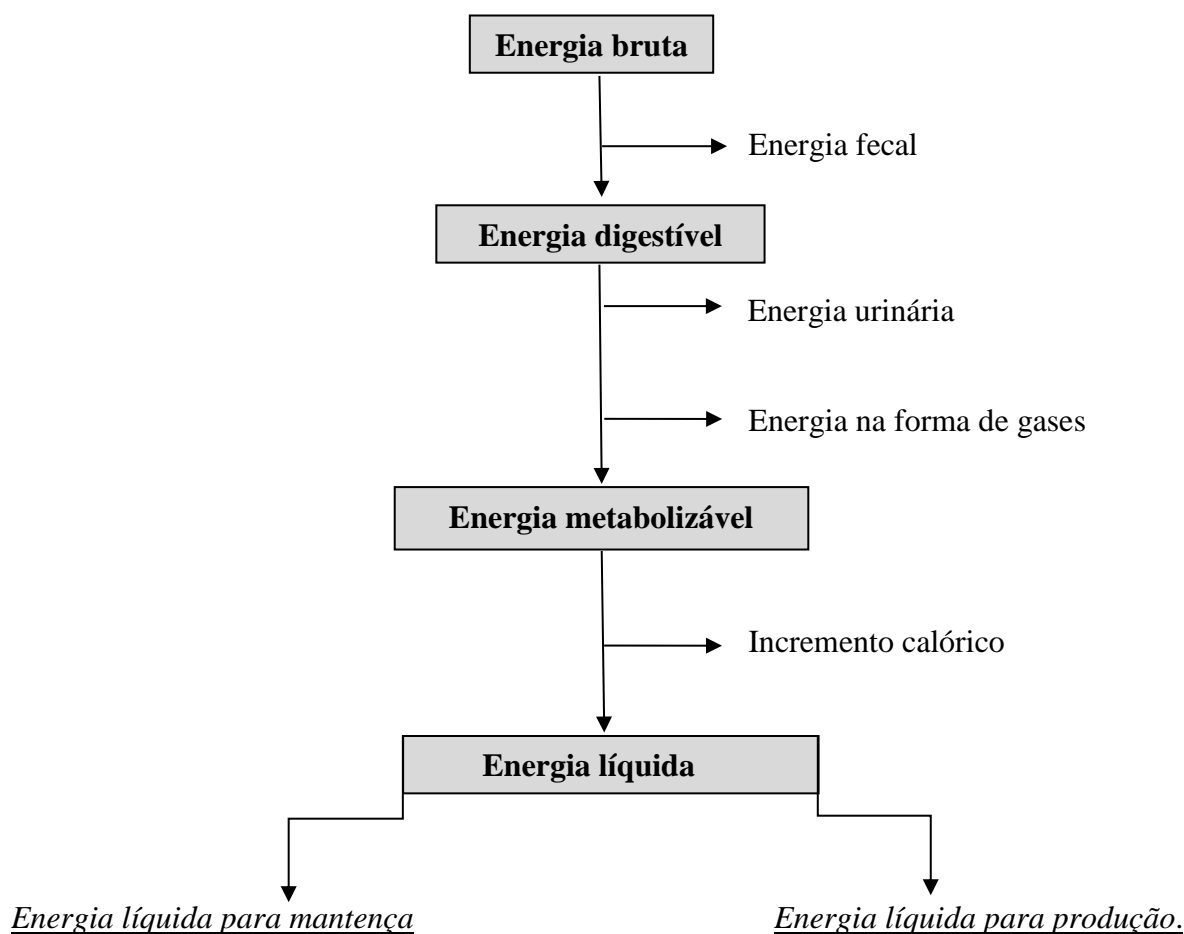 Energia bruta
Energia fecal
Energia digestível
Energia urinária
Energia na forma de gases
Energia metabolizável
Incremento calórico
Energia líquida
Energia líquida para mantença
Energia líquida para produção.